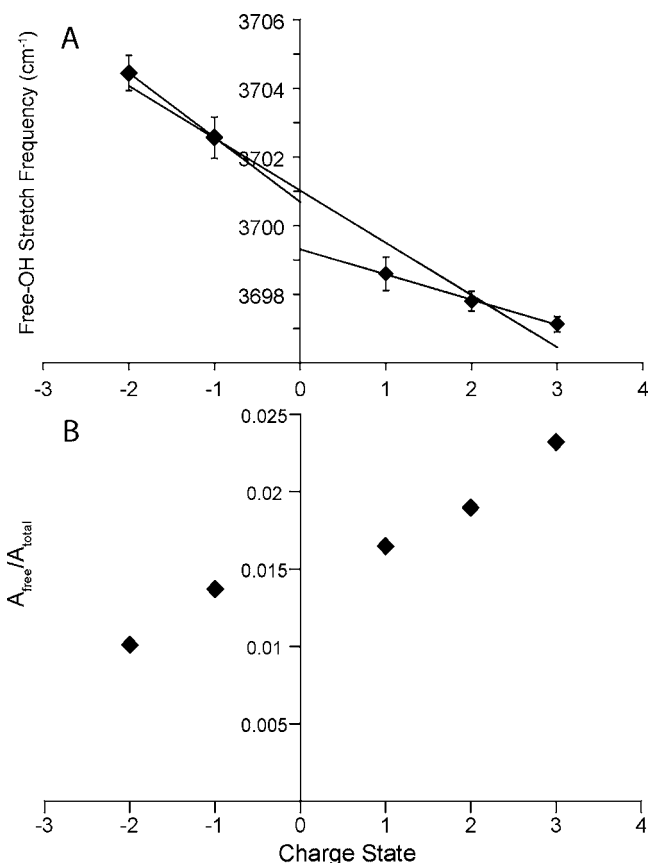 A
Free-OH Stretch Frequency (cm⁻¹)
3706
3704
3702
3700
3698
-3 -2 -1 0 1 2 3 4
B
A_free/A_total
0.025
0.02
0.015
0.01
0.005
-3 -2 -1 0 1 2 3 4
Charge State